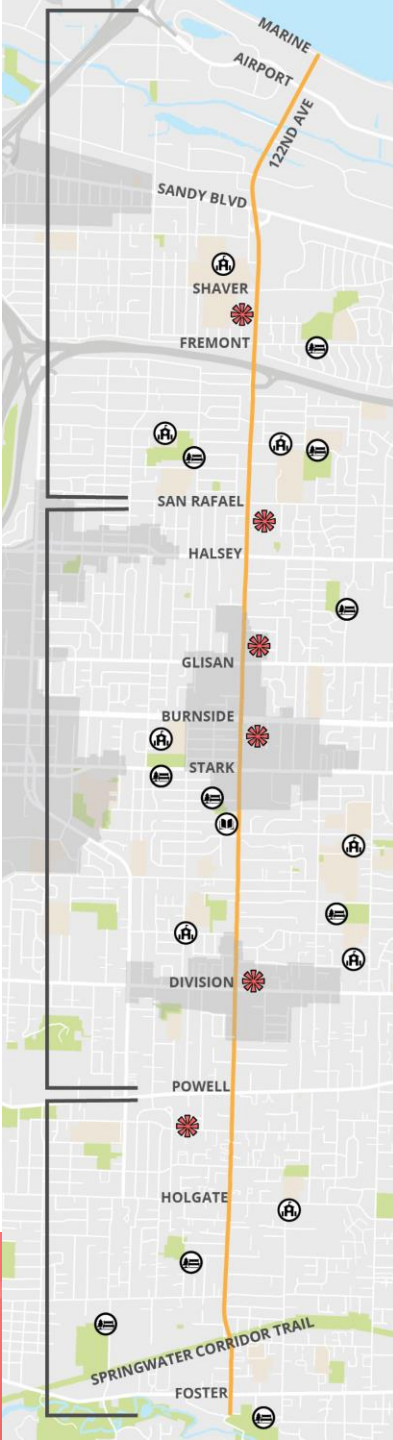 MARINE
AIRPORT
122ND AVE
SANDY BLVD
SHAVER
FREMONT
SAN RAFAEL
HALSEY
GLISAN
BURNSIDE
STARK
DIVISION
POWELL
HOLGATE
SPRINGWATER CORRIDOR TRAIL
FOSTER